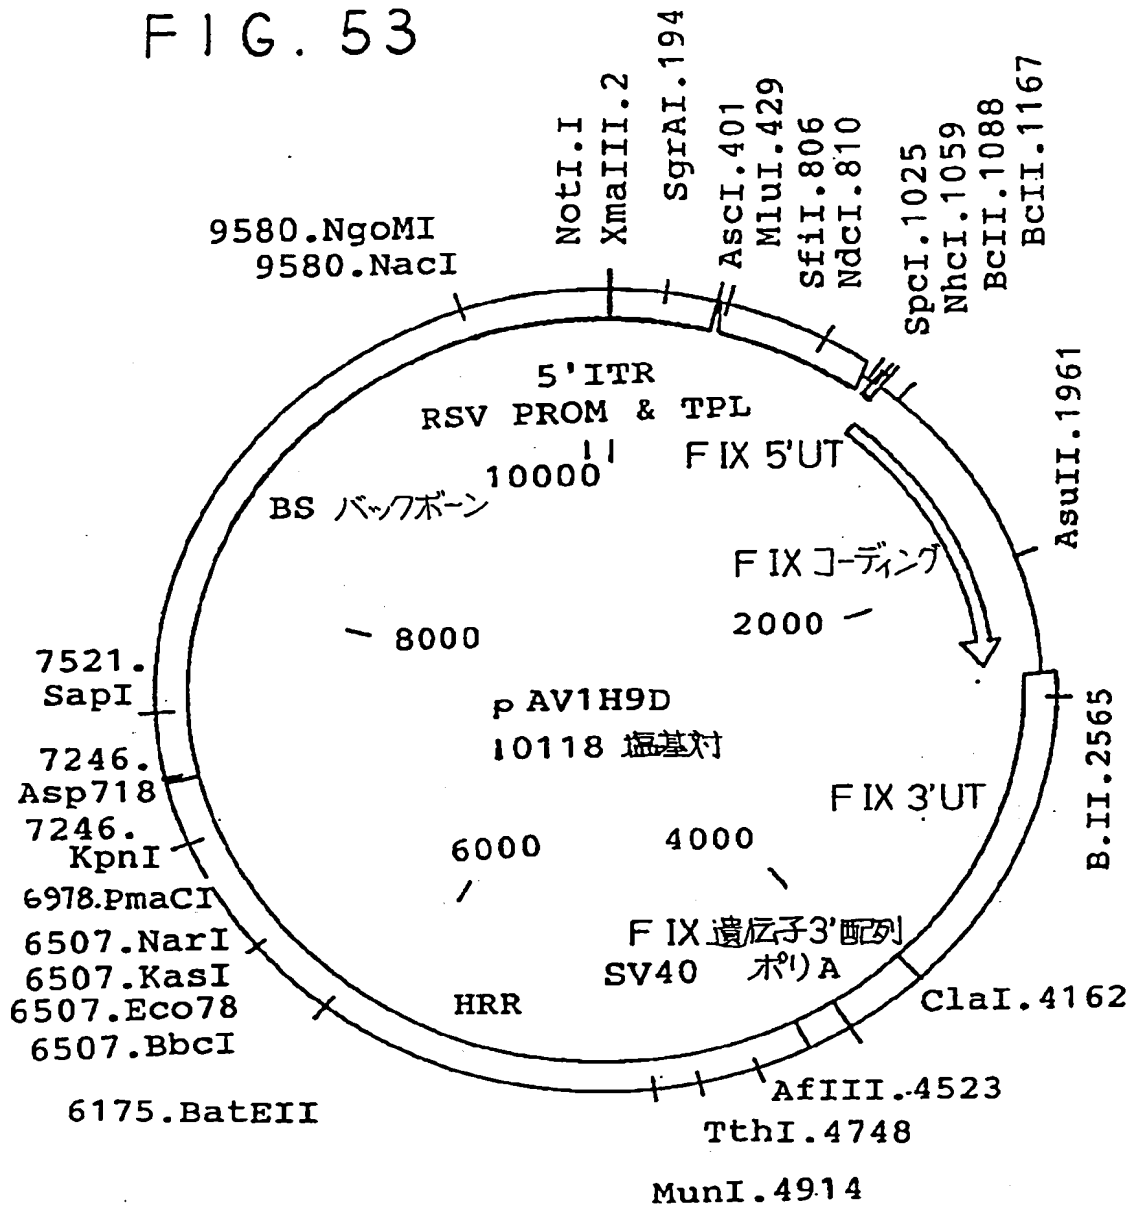 FIG. 53
NotI.I
XmaIII.2
SgrAI.194
AscI.401
MluI.429
SfiI.806
NdcI.810
SpcI.1025
NhcI.1059
BcII.1088
BcII.1167
9580.NgoMI
9580.NacI
5'ITR
RSV PROM & TPL
F IX 5'UT
10000
BS バックボーン
AsuII.1961
F IX コーディング
2000
8000
7521.
SapI
p AV1H9D
10118 塩基対
B.II.2565
7246.
Asp718
F IX 3'UT
7246.
KpnI
6000
4000
6978.PmaCI
F IX 遺伝子3'配列
6507.NarI
SV40 ポリA
6507.KasI
ClaI.4162
6507.Eco78
HRR
6507.BbcI
AfIII.4523
6175.BatEII
TthI.4748
MunI.4914